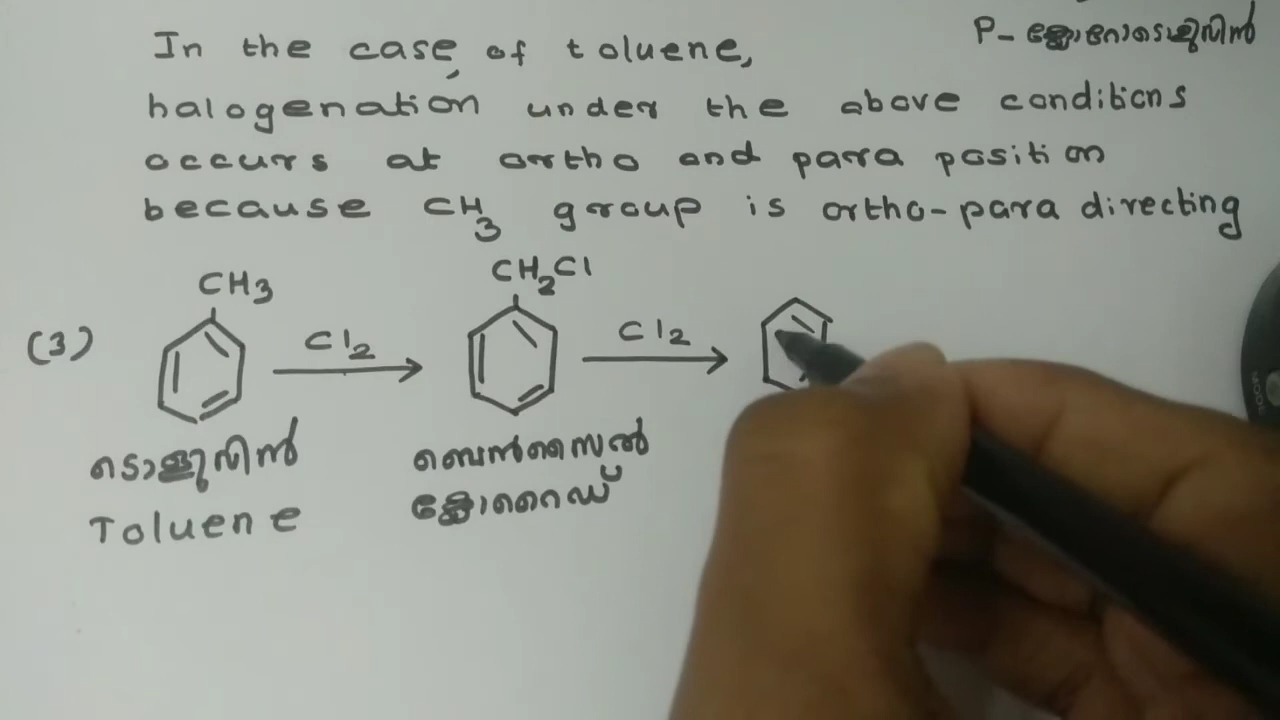 P- ക്ലോറോടൊളുവിൻ
In the case of toluene,
halogenation under the above conditions
occurs at ortho and para position
because CH3 group is ortho-para directing
CH3 CH2Cl
(3) Cl2 Cl2
ടൊളുവിൻ ബെൻസൈൽ
ക്ലോറൈഡ്
Toluene